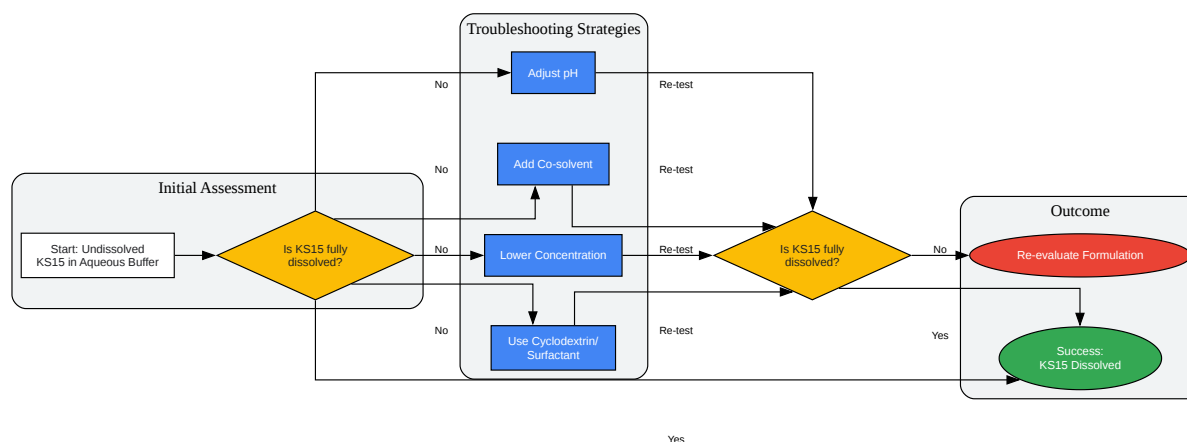 Troubleshooting Strategies
Adjust pH
No
Re-test
Add Co-solvent
No
Re-test
Initial Assessment
Start: Undissolved
KS15 in Aqueous Buffer
Is KS15 fully
dissolved?
No
Lower Concentration
Re-test
Is KS15 fully
dissolved?
No
Outcome
Re-evaluate Formulation
No
Use Cyclodextrin/
Surfactant
Re-test
Yes
Success:
KS15 Dissolved
Yes